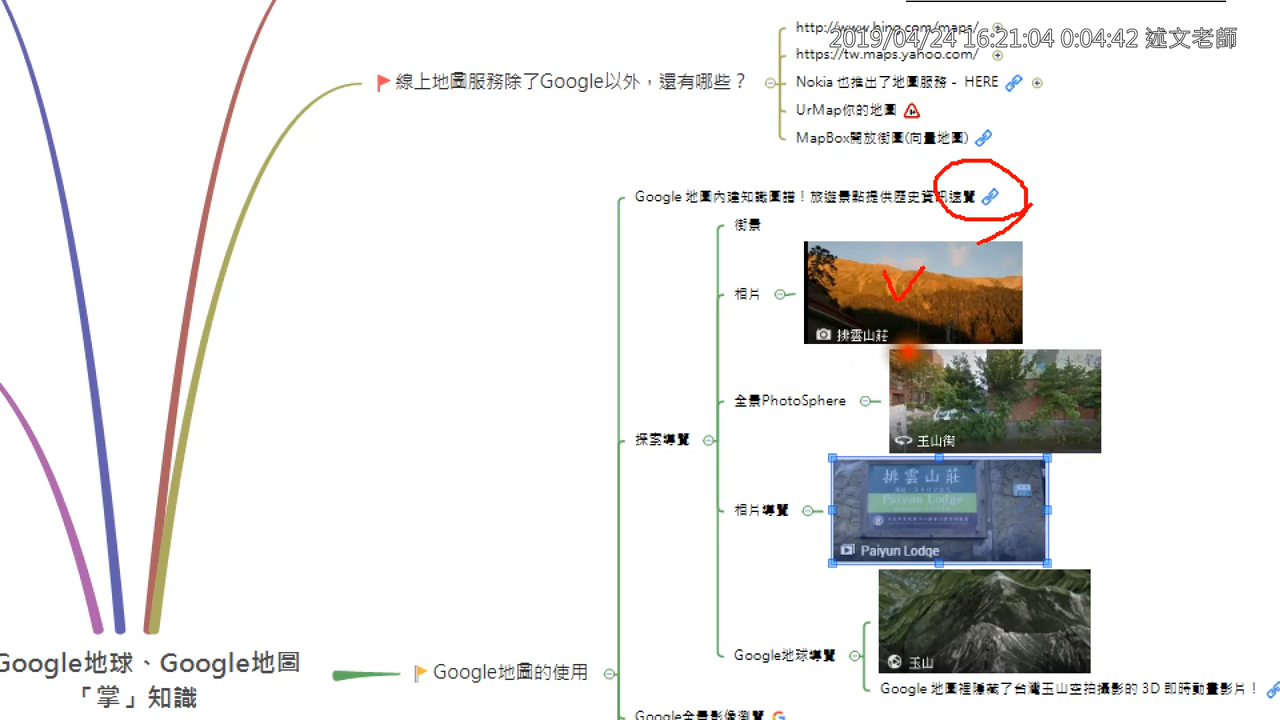 http://www.bing.com/maps/
2019/04/24 16:21:04 0:04:42 述文老師
https://tw.maps.yahoo.com/
線上地圖服務除了Google以外，還有哪些？
Nokia 也推出了地圖服務 - HERE
UrMap你的地圖
MapBox開放街圖(向量地圖)
Google 地圖內建知識圖譜！旅遊景點提供歷史資訊速覽
街景
相片
排雲山莊
全景PhotoSphere
玉山街
探索導覽
排雲山莊
Paiyun Lodge
相片導覽
Paiyun Lodge
Google地球導覽
玉山
Google 地圖裡隱藏了台灣玉山空拍攝影的 3D 即時動畫影片！
Google地球、Google地圖
「掌」知識
Google地圖的使用
Google全景影像瀏覽